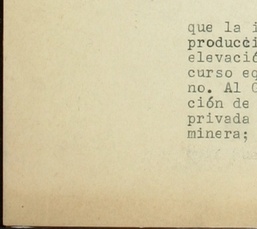 que la
producci
elevació
curso eq
no. Al
ción de
privada
minera;